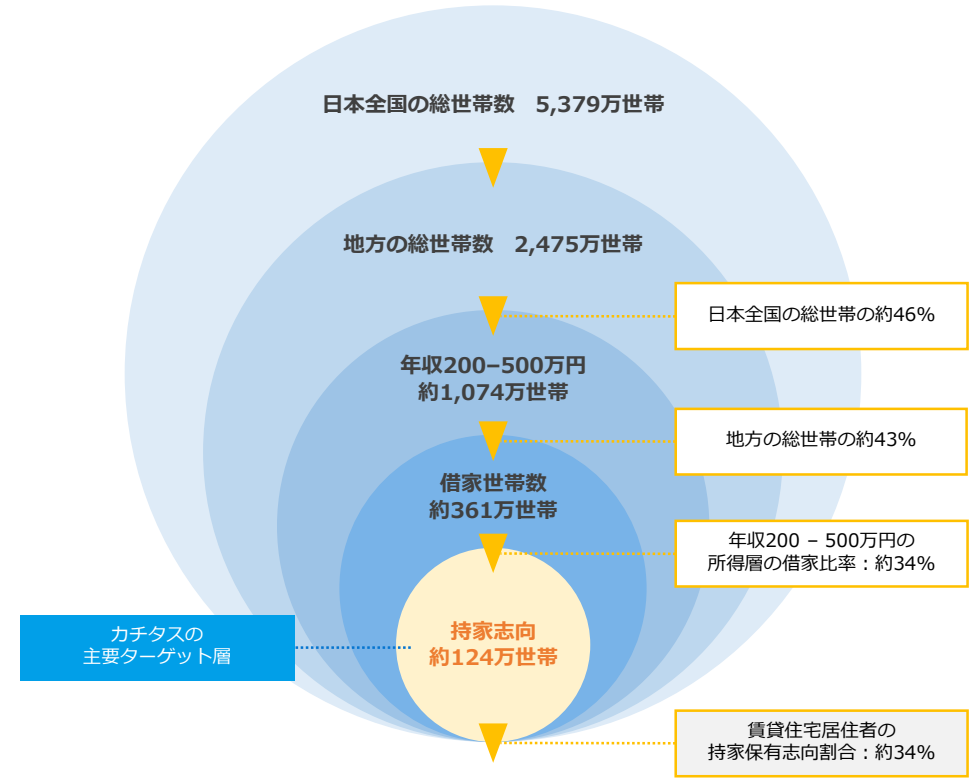 日本全国の総世帯数　5,379万世帯
地方の総世帯数　2,475万世帯
日本全国の総世帯の約46%
年収200–500万円
約1,074万世帯
地方の総世帯の約43%
借家世帯数
約361万世帯
年収200 – 500万円の
所得層の借家比率：約34%
カチタスの
主要ターゲット層
持家志向
約124万世帯
賃貸住宅居住者の
持家保有志向割合：約34%